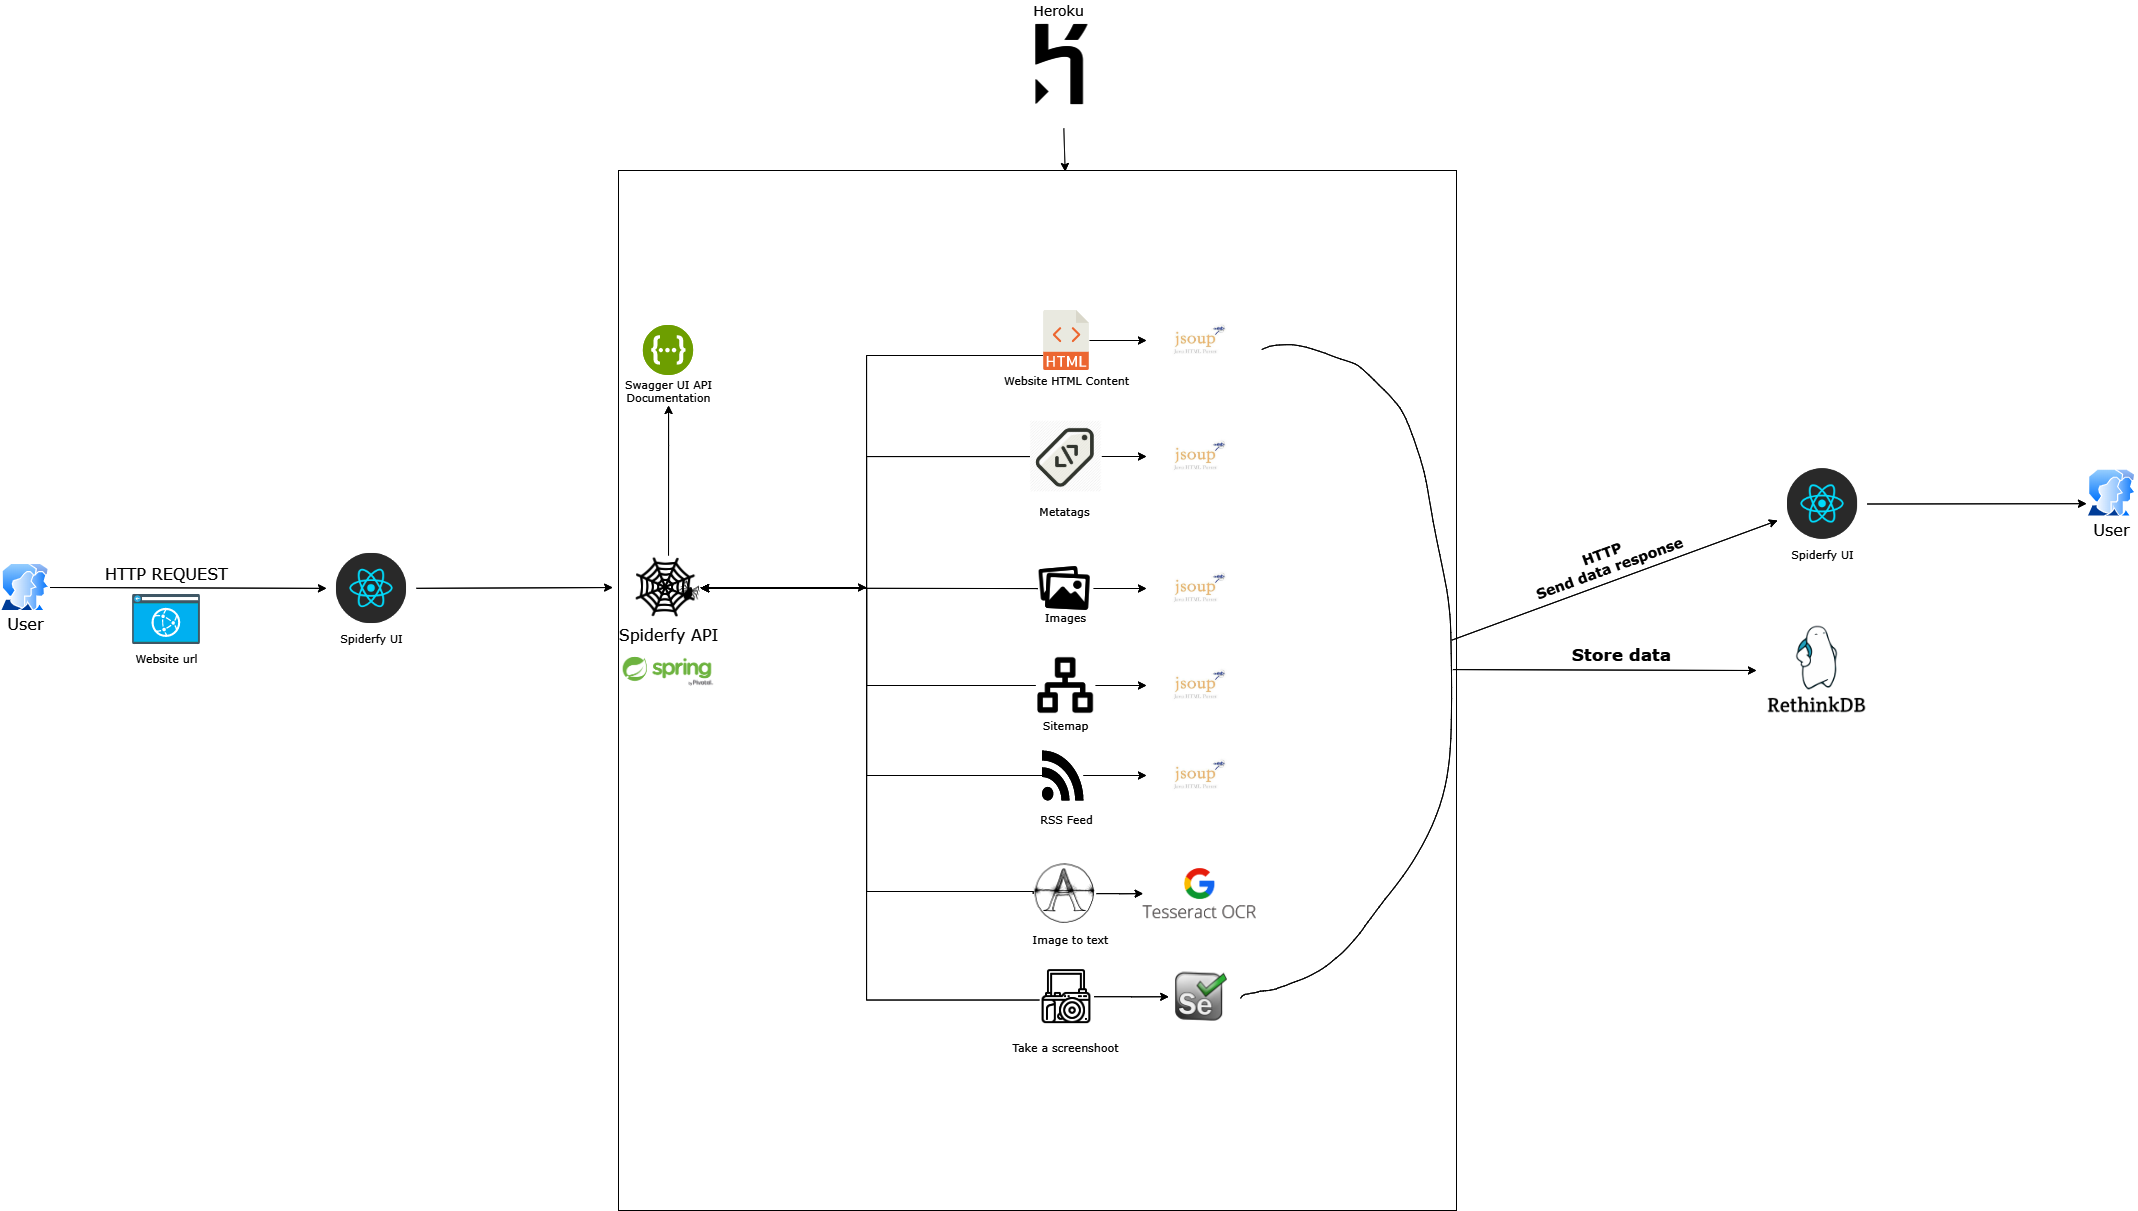 Heroku
Swagger UI API
Documentation
HTML
Website HTML Content
jsoup
Metatags
jsoup
HTTP REQUEST
User
Website url
Spiderfy UI
Spiderfy API
spring
by Pivotal.
Images
jsoup
Sitemap
jsoup
RSS Feed
jsoup
Image to text
Tesseract OCR
Take a screenshoot
Se
HTTP
Send data response
Store data
Spiderfy UI
User
RethinkDB